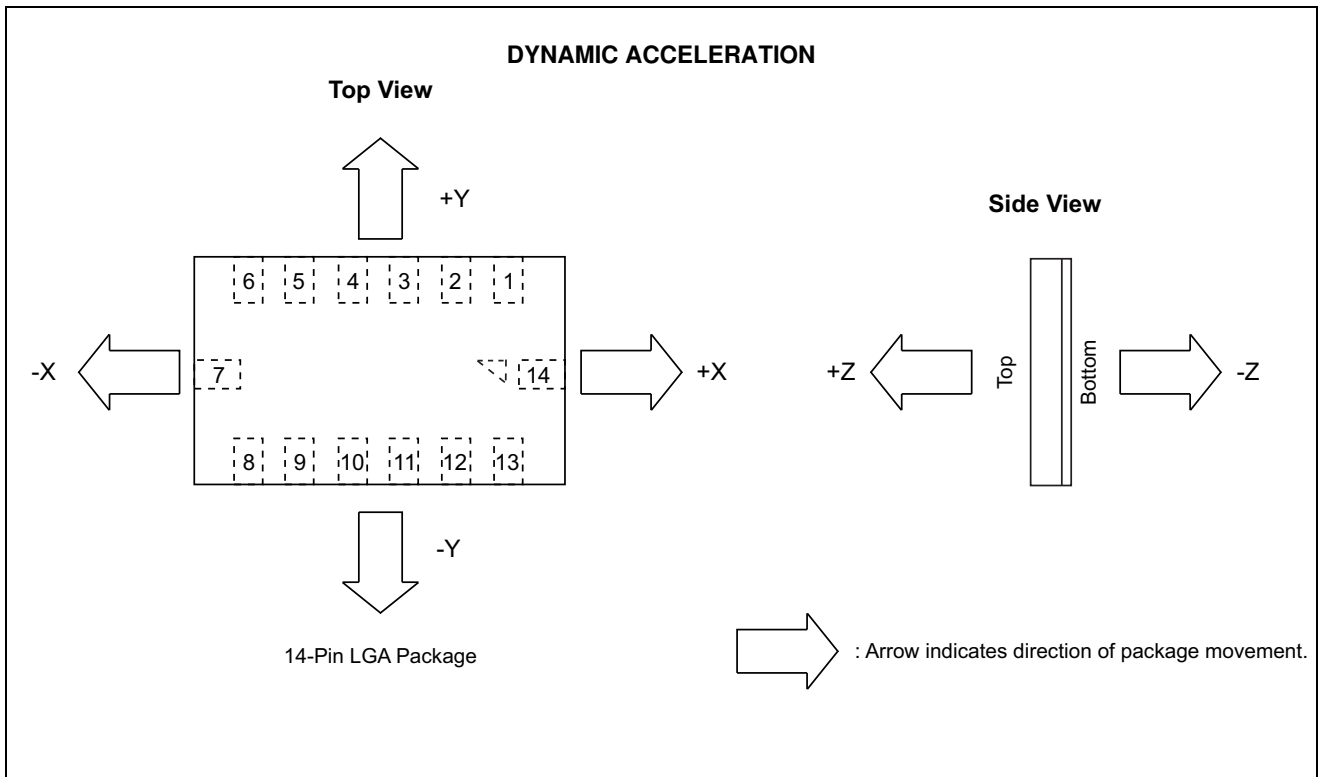 DYNAMIC ACCELERATION
Top View
+Y
Side View
6 5 4 3 2 1
-X
7
14
+X
+Z
Top
Bottom
-Z
8 9 10 11 12 13
-Y
14-Pin LGA Package
: Arrow indicates direction of package movement.